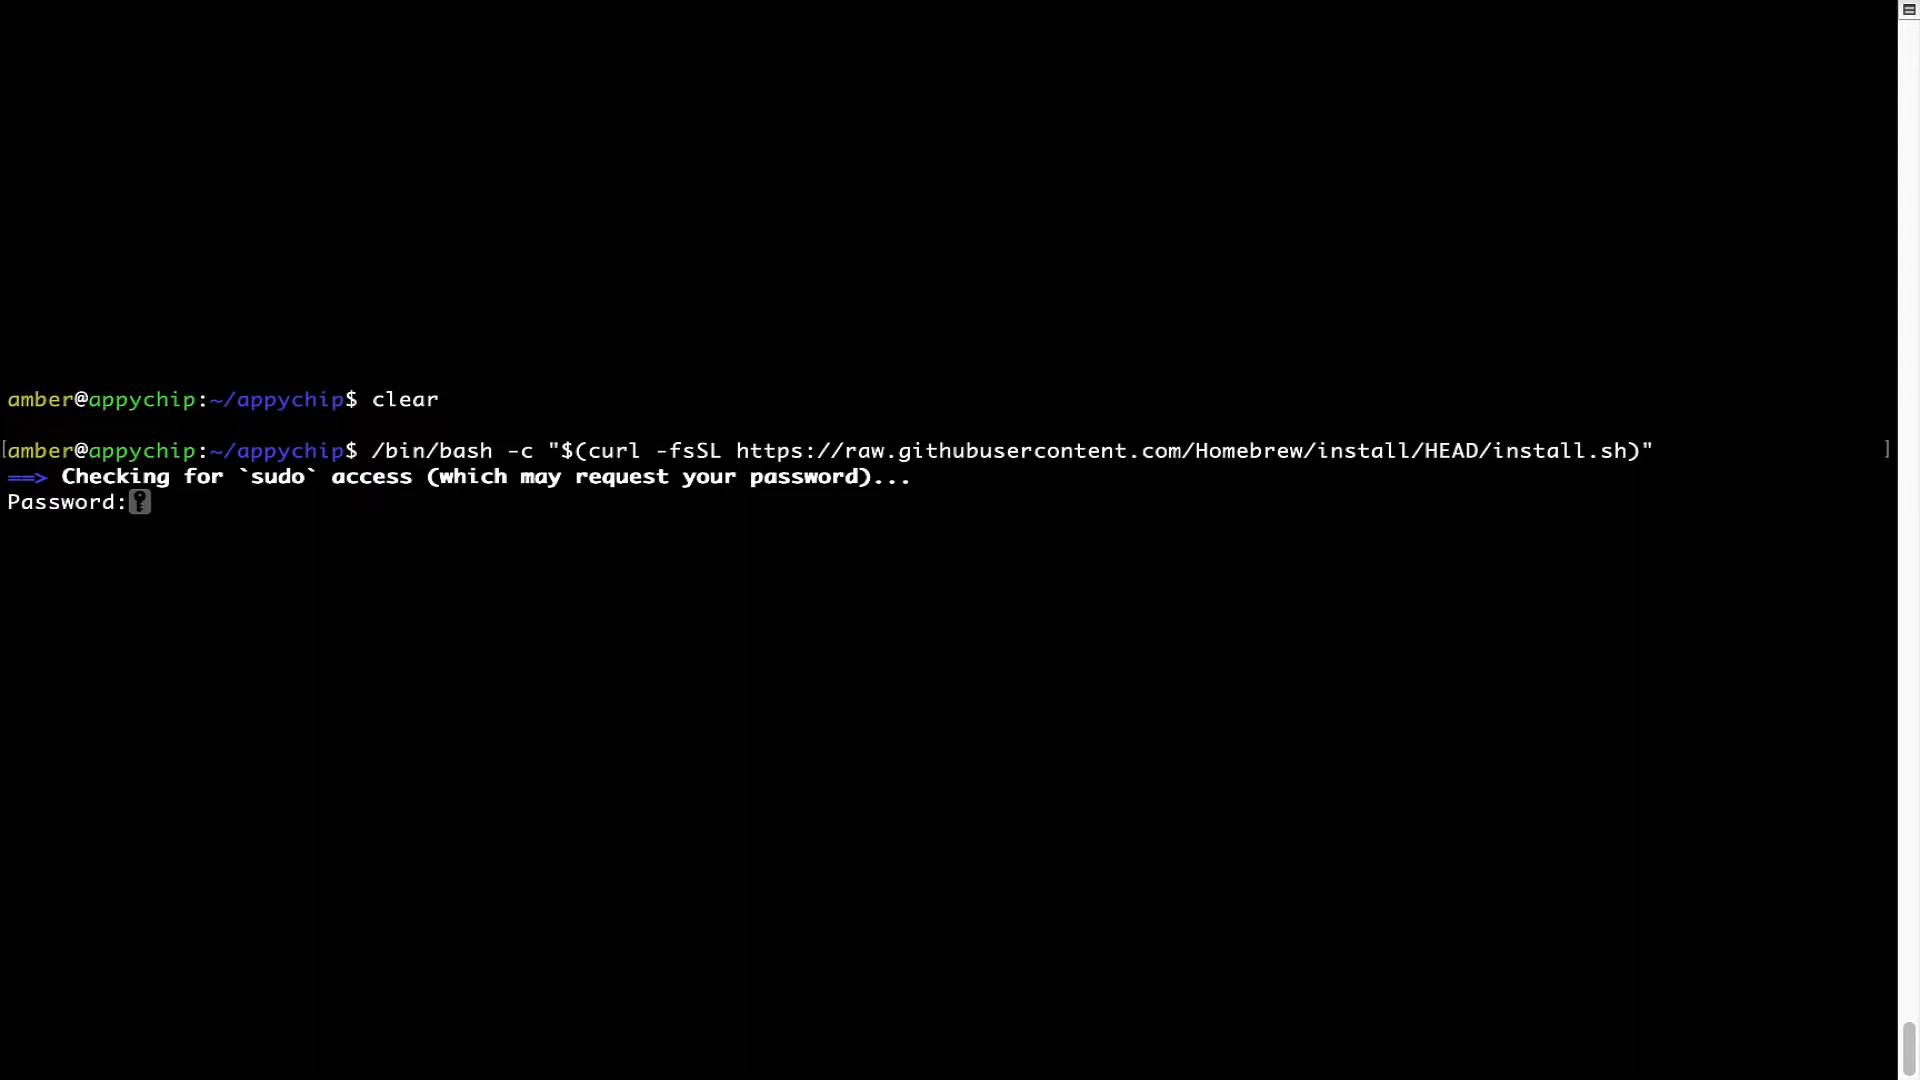 amber@appychip:~/appychip$ clear
[amber@appychip:~/appychip$ /bin/bash -c "$(curl -fsSL https://raw.githubusercontent.com/Homebrew/install/HEAD/install.sh)" ]
==> Checking for `sudo` access (which may request your password)...
Password: